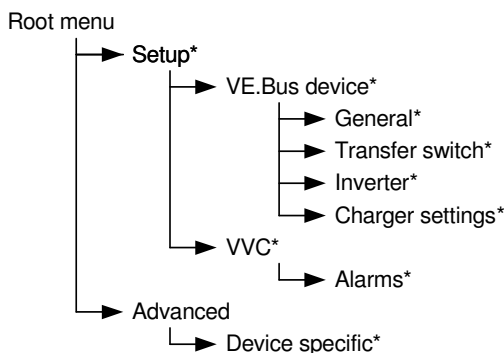 Root menu
Setup*
VE.Bus device*
General*
Transfer switch*
Inverter*
Charger settings*
VVC*
Alarms*
Advanced
Device specific*